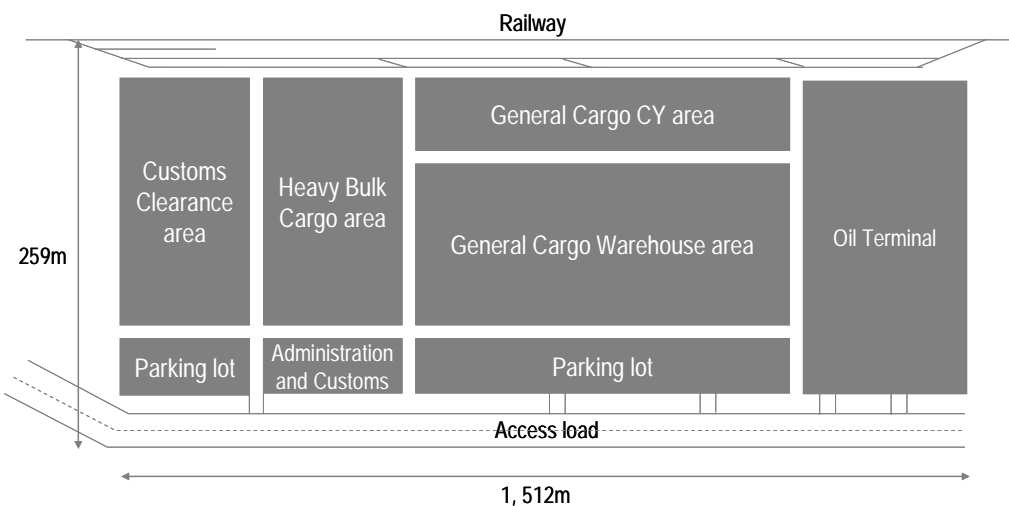 Railway
General Cargo CY area
Customs
Clearance
area
Heavy Bulk
Cargo area
General Cargo Warehouse area
Oil Terminal
259m
Parking lot
Administration
and Customs
Parking lot
Access load
1, 512m